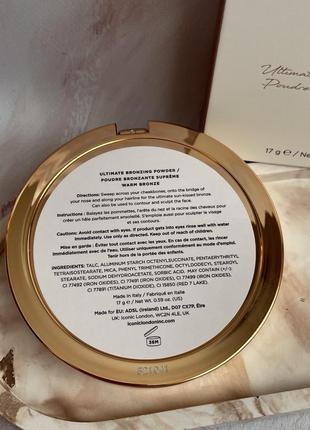 Ultima
Poudre
17 g ℮ / Ne
ULTIMATE BRONZING POWDER /
POUDRE BRONZANTE SUPRÊME
WARM BRONZE
Directions: Sweep across your cheekbones, onto the bridge of
your nose and along your hairline for the ultimate sun-kissed bronze.
Can also be used to contour and sculpt the face.
Instructions : Balayez les pommettes, l'arête du nez et la racine des cheveux pour
créer un hâle parfaitement ensoleillé. S'emploie aussi pour sculpter le visage
et ses contours.
Caution: Avoid contact with eyes. If product gets into eyes rinse well with water
immediately. Use only as directed. Keep out of reach of children.
Mise en garde : Éviter tout contact avec les yeux. En cas de contact, les rincer
immédiatement avec de l'eau. Utiliser uniquement conformément au mode d'emploi.
Tenir hors de la portée des enfants.
INGREDIENTS: TALC, ALUMINUM STARCH OCTENYLSUCCINATE, PENTAERYTHRITYL
TETRAISOSTEARATE, MICA, PHENYL TRIMETHICONE, OCTYLDODECYL STEAROYL
STEARATE, SODIUM DEHYDROACETATE, SORBIC ACID. MAY CONTAIN (+/-):
CI 77492 (IRON OXIDES), CI 77491 (IRON OXIDES), CI 77499 (IRON OXIDES),
CI 77891 (TITANIUM DIOXIDE), CI 15850 (RED 7 LAKE).
Made in Italy / Fabriqué en Italie
17 g ℮ / Net Wt. 0.59 oz. (US)
Made for EU: ADSL (Ireland) Ltd., D07 CX7P, Éire
UK: Iconic London, WC2N 4LE, UK
iconiclondoninc.com
36M